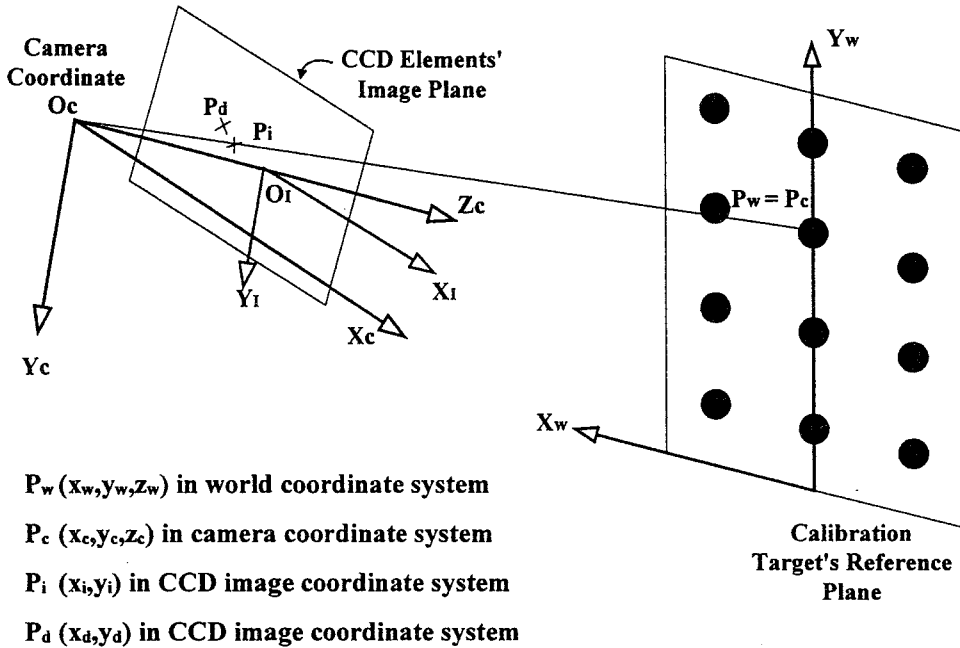 Camera
Coordinate
Oc
CCD Elements'
Image Plane
Pd
Pi
OI
Zc
YI
XI
Xc
Yc
Yw
Pw = Pc
Xw
Calibration
Target's Reference
Plane
Pw (xw,yw,zw) in world coordinate system
Pc (xc,yc,zc) in camera coordinate system
Pi (xi,yi) in CCD image coordinate system
Pd (xd,yd) in CCD image coordinate system